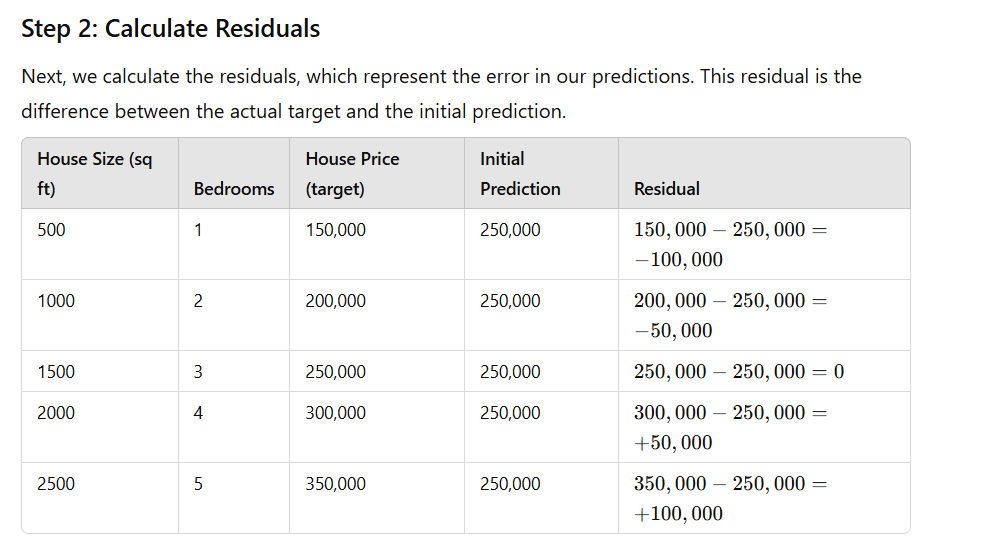 Step 2: Calculate Residuals
Next, we calculate the residuals, which represent the error in our predictions. This residual is the
difference between the actual target and the initial prediction.
House Size (sq ft) Bedrooms House Price (target) Initial Prediction Residual
500 1 150,000 250,000 150,000 − 250,000 =
−100,000
1000 2 200,000 250,000 200,000 − 250,000 =
−50,000
1500 3 250,000 250,000 250,000 − 250,000 = 0
2000 4 300,000 250,000 300,000 − 250,000 =
+50,000
2500 5 350,000 250,000 350,000 − 250,000 =
+100,000